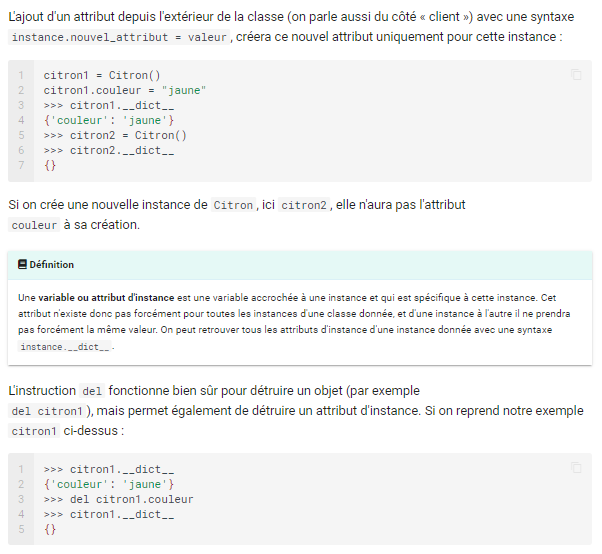 L'ajout d'un attribut depuis l'extérieur de la classe (on parle aussi du côté « client ») avec une syntaxe
instance.nouvel_attribut = valeur , créera ce nouvel attribut uniquement pour cette instance :
1 citron1 = Citron()
2 citron1.couleur = "jaune"
3 >>> citron1.__dict__
4 {'couleur': 'jaune'}
5 >>> citron2 = Citron()
6 >>> citron2.__dict__
7 {}
Si on crée une nouvelle instance de Citron , ici citron2 , elle n'aura pas l'attribut
couleur à sa création.
Définition
Une variable ou attribut d'instance est une variable accrochée à une instance et qui est spécifique à cette instance. Cet
attribut n'existe donc pas forcément pour toutes les instances d'une classe donnée, et d'une instance à l'autre il ne prendra
pas forcément la même valeur. On peut retrouver tous les attributs d'instance d'une instance donnée avec une syntaxe
instance.__dict__ .
L'instruction del fonctionne bien sûr pour détruire un objet (par exemple
del citron1 ), mais permet également de détruire un attribut d'instance. Si on reprend notre exemple
citron1 ci-dessus :
1 >>> citron1.__dict__
2 {'couleur': 'jaune'}
3 >>> del citron1.couleur
4 >>> citron1.__dict__
5 {}